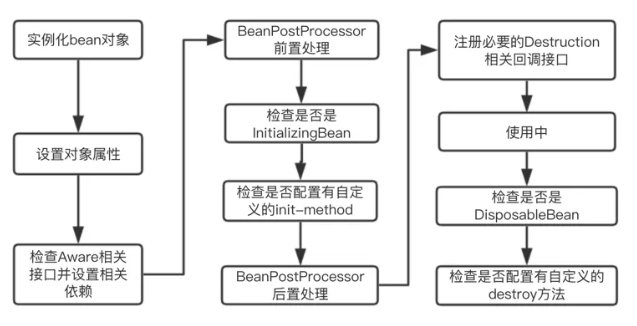 实例化bean对象
设置对象属性
检查Aware相关
接口并设置相关
依赖
BeanPostProcessor
前置处理
检查是否是
InitializingBean
检查是否配置有自定
义的init-method
BeanPostProcessor
后置处理
注册必要的Destruction
相关回调接口
使用中
检查是否是
DisposableBean
检查是否配置有自定义的
destroy方法